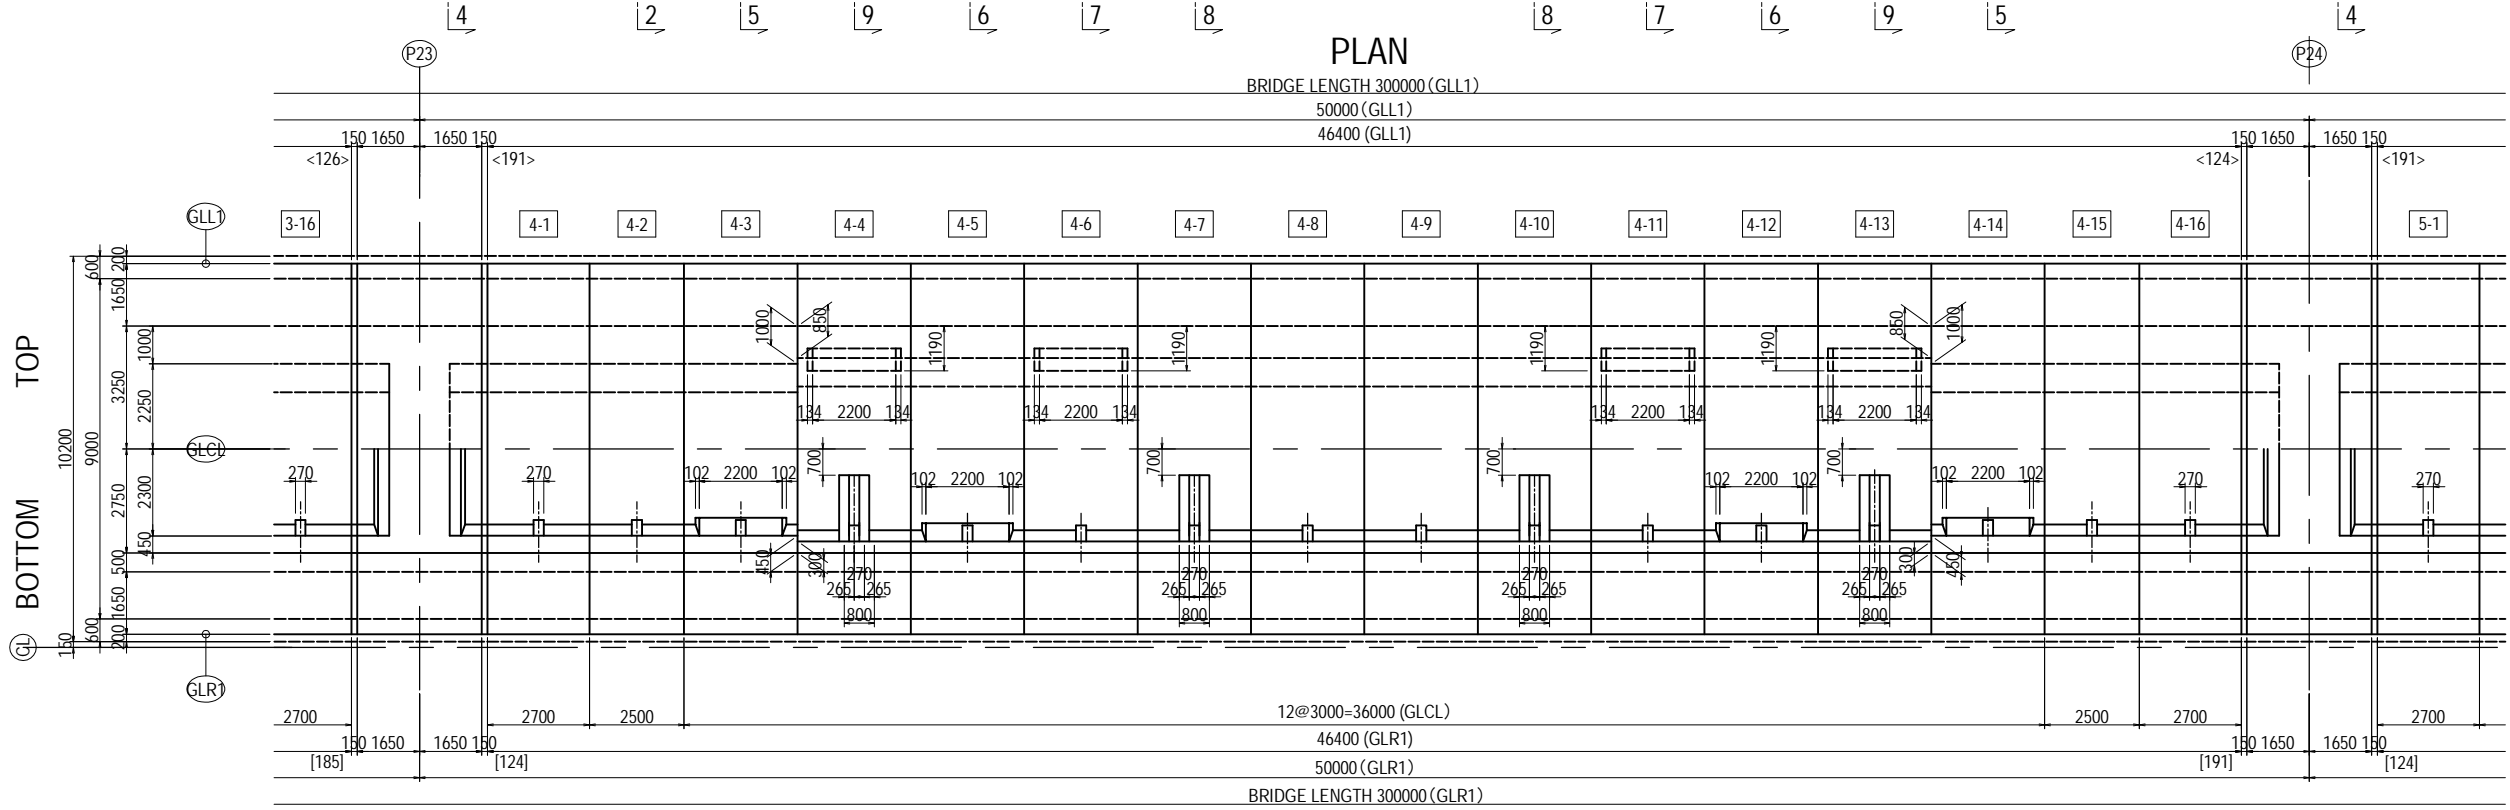 4 2 5 9 6 7 8 8 7 6 9 5 4
P23 PLAN P24
BRIDGE LENGTH 300000(GLL1)
50000(GLL1)
150 1650 1650 150 46400 (GLL1) 150 1650 1650 150
<126> <191> <124> <191>
GLL1
3-16 4-1 4-2 4-3 4-4 4-5 4-6 4-7 4-8 4-9 4-10 4-11 4-12 4-13 4-14 4-15 4-16 5-1
600 200
1650
1000 850 1190 1190 1190 1190 850 1000
TOP
1000
3250
2250
134 2200 134 134 2200 134 134 2200 134 134 2200 134
10200
9000
GLCL
700 700 700 700
270 270 102 2200 102 102 2200 102 102 2200 102 102 2200 102 270 270
2300
2750
450
BOTTOM
500
450 300 300 450
270 270 270 270
265 265 265 265 265 265 265 265
800 800 800 800
1650
600 200
150
CL
GLR1
2700 2700 2500 12@3000=36000 (GLCL) 2500 2700 2700
150 1650 1650 150 46400 (GLR1) 150 1650 1650 150
[185] [124] [191] [124]
50000(GLR1)
BRIDGE LENGTH 300000(GLR1)